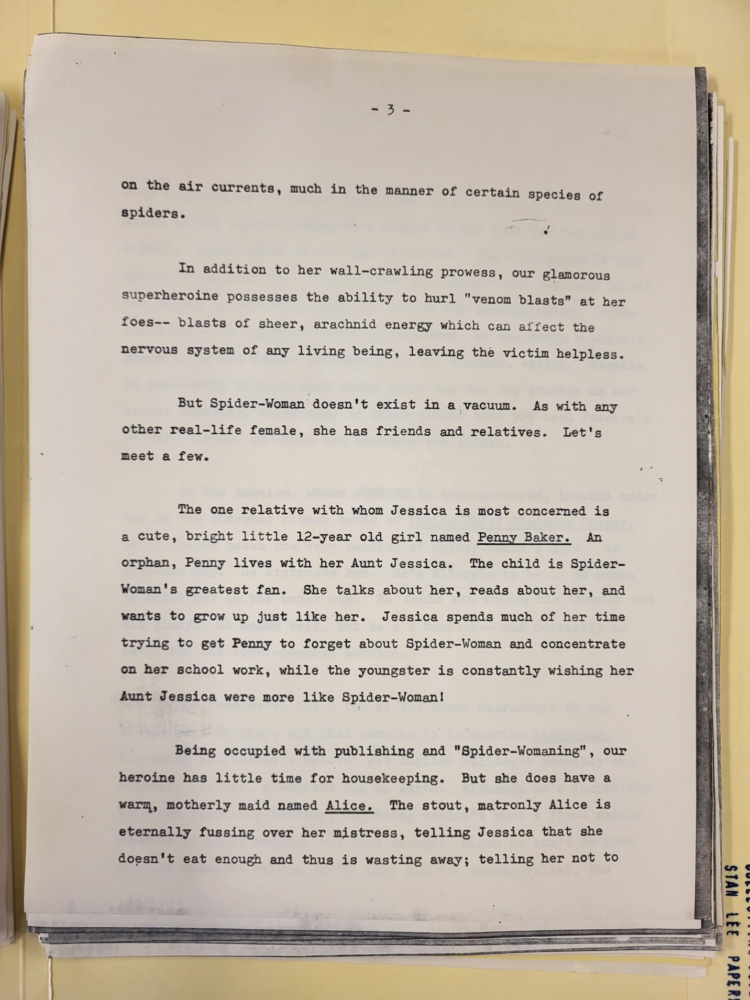 - 3 -
on the air currents, much in the manner of certain species of
spiders.
In addition to her wall-crawling prowess, our glamorous
superheroine possesses the ability to hurl "venom blasts" at her
foes-- blasts of sheer, arachnid energy which can affect the
nervous system of any living being, leaving the victim helpless.
But Spider-Woman doesn't exist in a vacuum.  As with any
other real-life female, she has friends and relatives.  Let's
meet a few.
The one relative with whom Jessica is most concerned is
a cute, bright little 12-year old girl named Penny Baker.  An
orphan, Penny lives with her Aunt Jessica.  The child is Spider-
Woman's greatest fan.  She talks about her, reads about her, and
wants to grow up just like her.  Jessica spends much of her time
trying to get Penny to forget about Spider-Woman and concentrate
on her school work, while the youngster is constantly wishing her
Aunt Jessica were more like Spider-Woman!
Being occupied with publishing and "Spider-Womaning", our
heroine has little time for housekeeping.  But she does have a
warm, motherly maid named Alice.  The stout, matronly Alice is
eternally fussing over her mistress, telling Jessica that she
doesn't eat enough and thus is wasting away; telling her not to
STAN LEE PAPERS